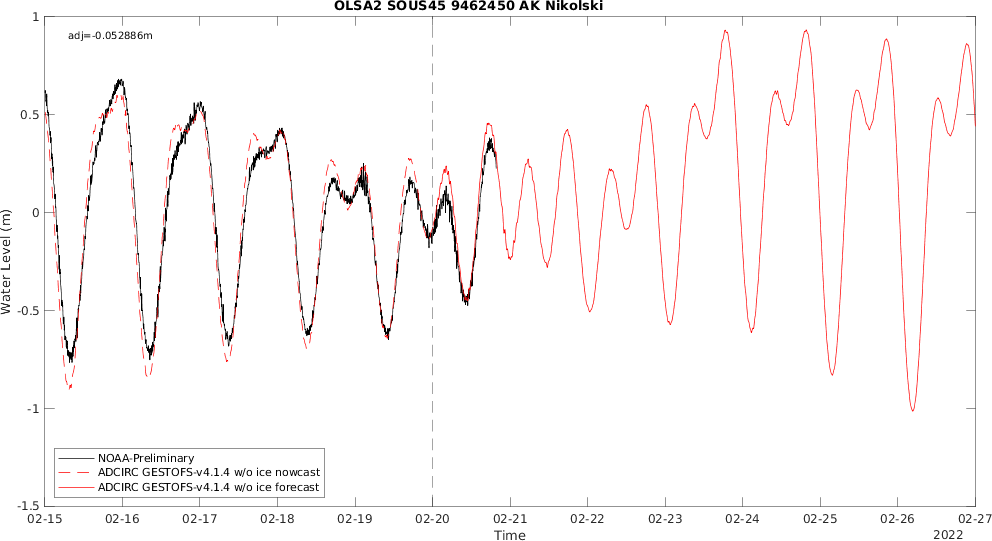 OLSA2 SOUS45 9462450 AK Nikolski
adj=-0.052886m
1
0.5
0
-0.5
-1
-1.5
Water Level (m)
NOAA-Preliminary
ADCIRC GESTOFS-v4.1.4 w/o ice nowcast
ADCIRC GESTOFS-v4.1.4 w/o ice forecast
02-15 02-16 02-17 02-18 02-19 02-20 02-21 02-22 02-23 02-24 02-25 02-26 02-27
Time
2022